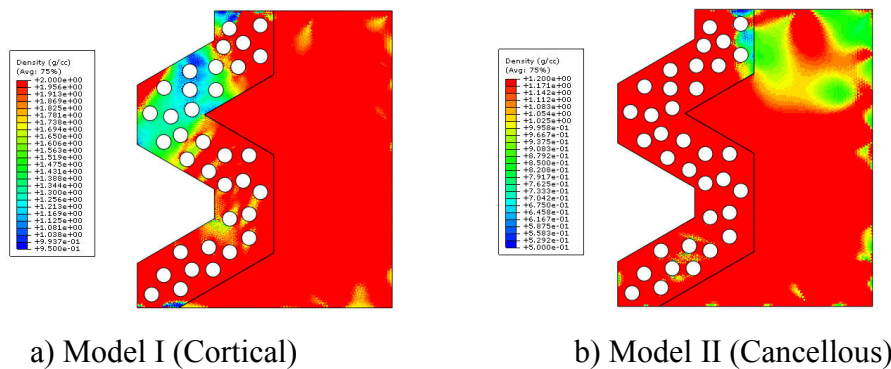 Density (g/cc)
(Avg: 75%)
+2.000e+00
+1.956e+00
+1.913e+00
+1.869e+00
+1.825e+00
+1.781e+00
+1.738e+00
+1.694e+00
+1.650e+00
+1.606e+00
+1.563e+00
+1.519e+00
+1.475e+00
+1.431e+00
+1.388e+00
+1.344e+00
+1.300e+00
+1.256e+00
+1.213e+00
+1.169e+00
+1.125e+00
+1.081e+00
+1.038e+00
+9.937e-01
+9.500e-01
Density (g/cc)
(Avg: 75%)
+1.200e+00
+1.171e+00
+1.142e+00
+1.112e+00
+1.083e+00
+1.054e+00
+1.025e+00
+9.958e-01
+9.667e-01
+9.375e-01
+9.083e-01
+8.792e-01
+8.500e-01
+8.208e-01
+7.917e-01
+7.625e-01
+7.333e-01
+7.042e-01
+6.750e-01
+6.458e-01
+6.167e-01
+5.875e-01
+5.583e-01
+5.292e-01
+5.000e-01
a) Model I (Cortical)
b) Model II (Cancellous)